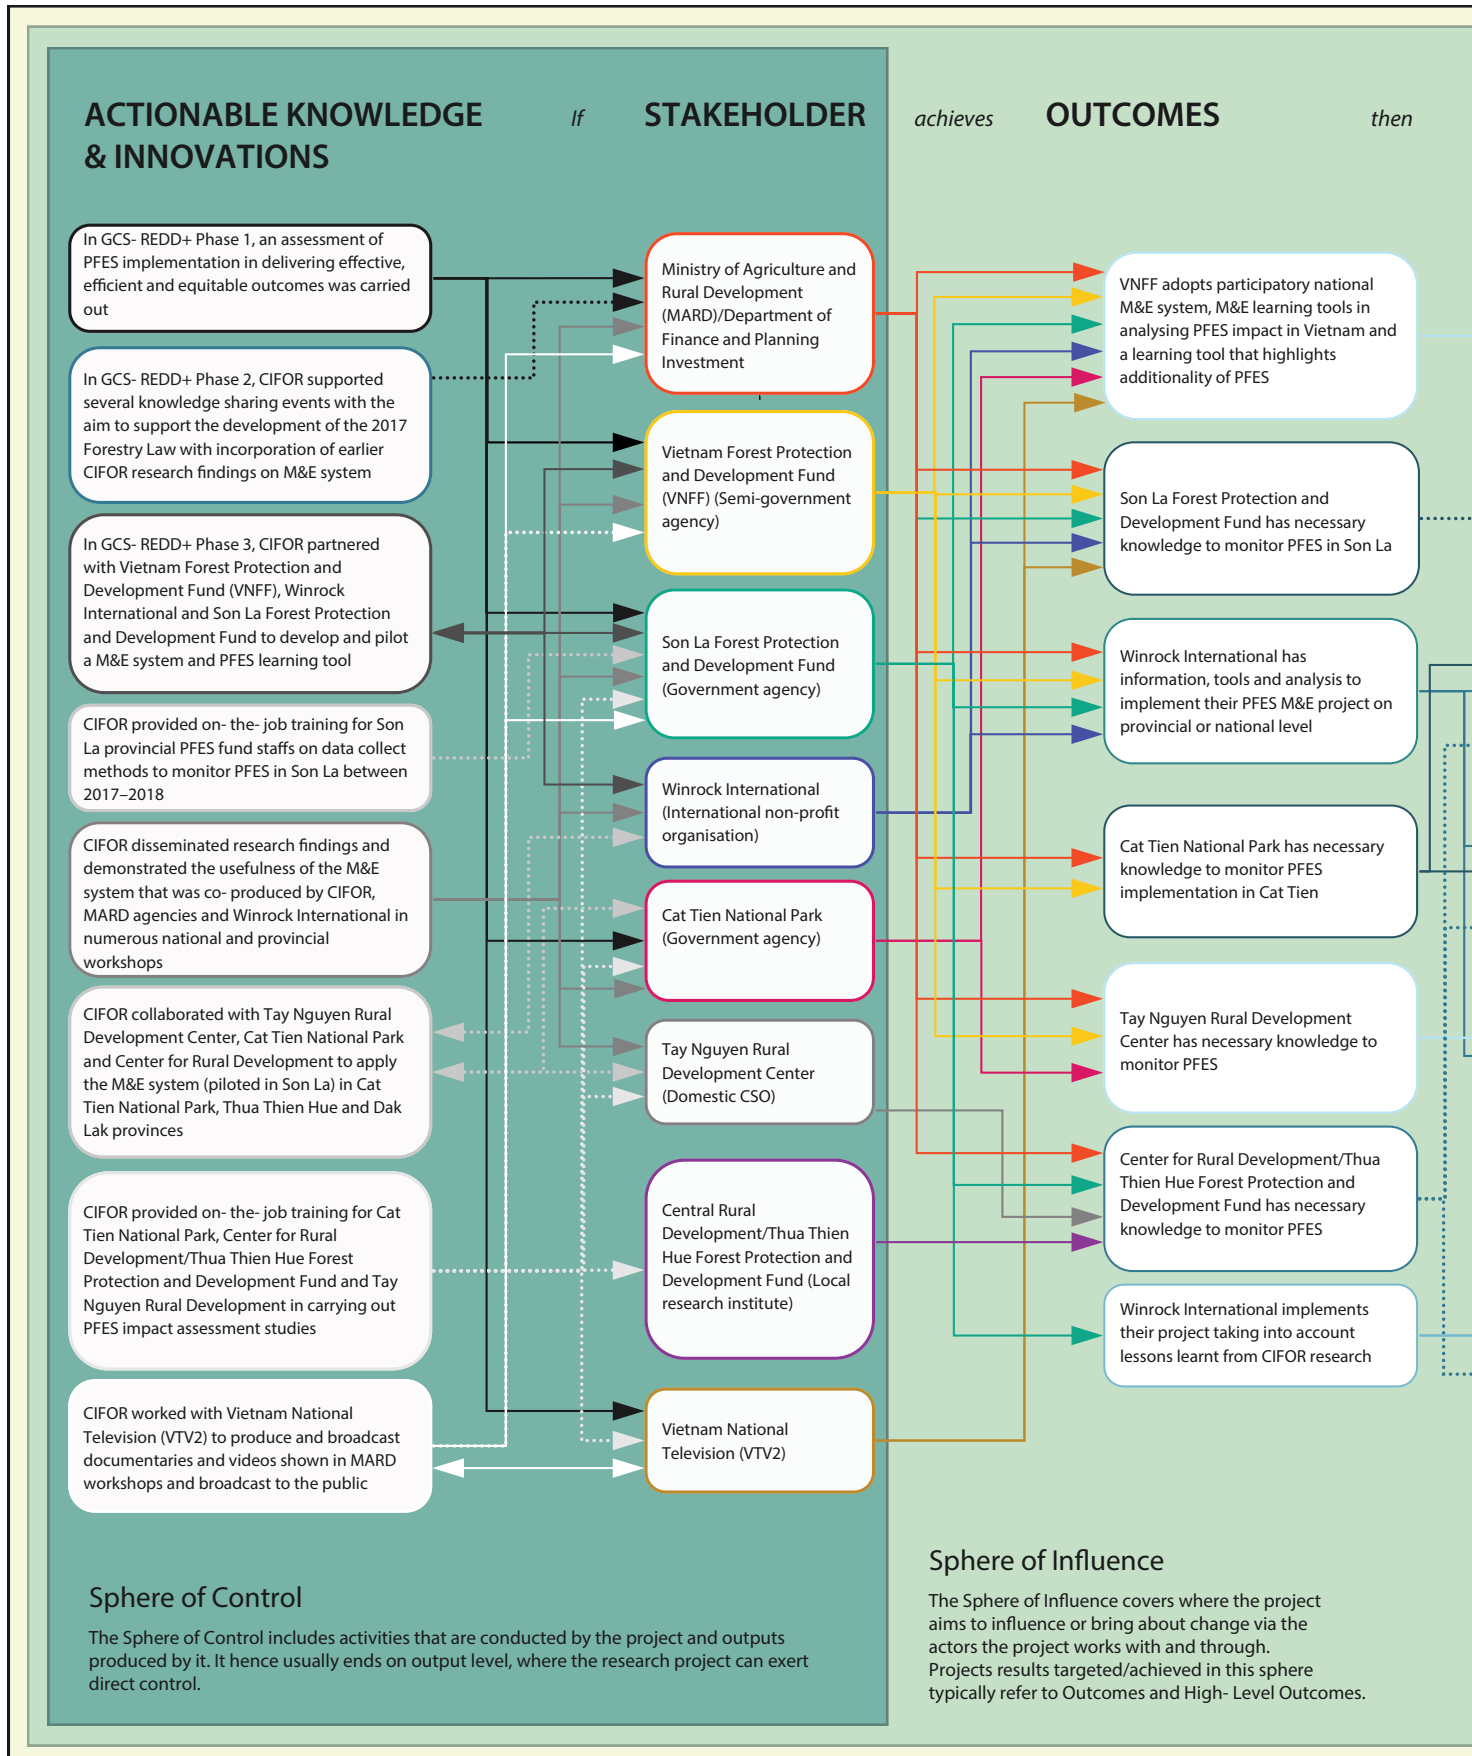 ACTIONABLE KNOWLEDGE
& INNOVATIONS
If
STAKEHOLDER
achieves
OUTCOMES
then
In GCS- REDD+ Phase 1, an assessment of
PFES implementation in delivering effective,
efficient and equitable outcomes was carried
out
In GCS- REDD+ Phase 2, CIFOR supported
several knowledge sharing events with the
aim to support the development of the 2017
Forestry Law with incorporation of earlier
CIFOR research findings on M&E system
In GCS- REDD+ Phase 3, CIFOR partnered
with Vietnam Forest Protection and
Development Fund (VNFF), Winrock
International and Son La Forest Protection
and Development Fund to develop and pilot
a M&E system and PFES learning tool
CIFOR provided on- the- job training for Son
La provincial PFES fund staffs on data collect
methods to monitor PFES in Son La between
2017–2018
CIFOR disseminated research findings and
demonstrated the usefulness of the M&E
system that was co- produced by CIFOR,
MARD agencies and Winrock International in
numerous national and provincial
workshops
CIFOR collaborated with Tay Nguyen Rural
Development Center, Cat Tien National Park
and Center for Rural Development to apply
the M&E system (piloted in Son La) in Cat
Tien National Park, Thua Thien Hue and Dak
Lak provinces
CIFOR provided on- the- job training for Cat
Tien National Park, Center for Rural
Development/Thua Thien Hue Forest
Protection and Development Fund and Tay
Nguyen Rural Development in carrying out
PFES impact assessment studies
CIFOR worked with Vietnam National
Television (VTV2) to produce and broadcast
documentaries and videos shown in MARD
workshops and broadcast to the public
Ministry of Agriculture and
Rural Development
(MARD)/Department of
Finance and Planning
Investment
Vietnam Forest Protection
and Development Fund
(VNFF) (Semi-government
agency)
Son La Forest Protection
and Development Fund
(Government agency)
Winrock International
(International non-profit
organisation)
Cat Tien National Park
(Government agency)
Tay Nguyen Rural
Development Center
(Domestic CSO)
Central Rural
Development/Thua Thien
Hue Forest Protection and
Development Fund (Local
research institute)
Vietnam National
Television (VTV2)
VNFF adopts participatory national
M&E system, M&E learning tools in
analysing PFES impact in Vietnam and
a learning tool that highlights
additionality of PFES
Son La Forest Protection and
Development Fund has necessary
knowledge to monitor PFES in Son La
Winrock International has
information, tools and analysis to
implement their PFES M&E project on
provincial or national level
Cat Tien National Park has necessary
knowledge to monitor PFES
implementation in Cat Tien
Tay Nguyen Rural Development
Center has necessary knowledge to
monitor PFES
Center for Rural Development/Thua
Thien Hue Forest Protection and
Development Fund has necessary
knowledge to monitor PFES
Winrock International implements
their project taking into account
lessons learnt from CIFOR research
Sphere of Control
The Sphere of Control includes activities that are conducted by the project and outputs
produced by it. It hence usually ends on output level, where the research project can exert
direct control.
Sphere of Influence
The Sphere of Influence covers where the project
aims to influence or bring about change via the
actors the project works with and through.
Projects results targeted/achieved in this sphere
typically refer to Outcomes and High- Level Outcomes.